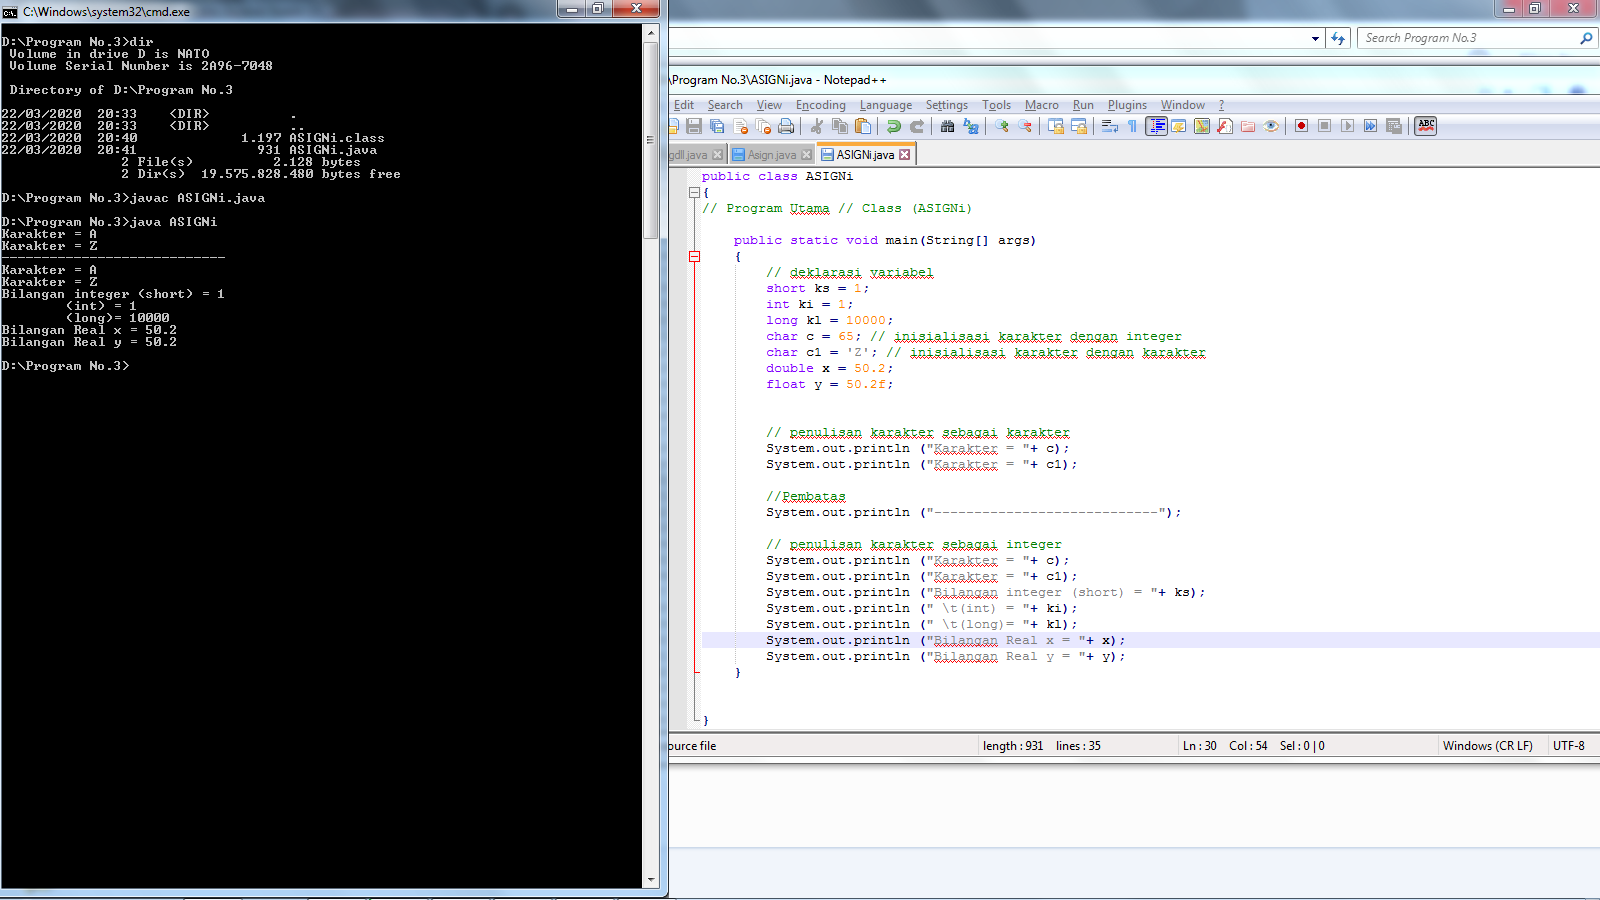 C:\Windows\system32\cmd.exe
D:\Program No.3>dir
 Volume in drive D is NATO
 Volume Serial Number is 2A96-7048
 Directory of D:\Program No.3
22/03/2020  20:33    <DIR>          .
22/03/2020  20:33    <DIR>          ..
22/03/2020  20:40             1.197 ASIGNi.class
22/03/2020  20:41               931 ASIGNi.java
               2 File(s)          2.128 bytes
               2 Dir(s)  19.575.828.480 bytes free
D:\Program No.3>javac ASIGNi.java
D:\Program No.3>java ASIGNi
Karakter = A
Karakter = Z
----------------------------
Karakter = A
Karakter = Z
Bilangan integer (short) = 1
        (int) = 1
        (long)= 10000
Bilangan Real x = 50.2
Bilangan Real y = 50.2
D:\Program No.3>
Search Program No.3
\Program No.3\ASIGNi.java - Notepad++
Edit Search View Encoding Language Settings Tools Macro Run Plugins Window ?
ABC
gdll.java Asign.java ASIGNi.java
public class ASIGNi
{
// Program Utama // Class (ASIGNi)
    public static void main(String[] args)
    {
        // deklarasi variabel
        short ks = 1;
        int ki = 1;
        long kl = 10000;
        char c = 65; // inisialisasi karakter dengan integer
        char c1 = 'Z'; // inisialisasi karakter dengan karakter
        double x = 50.2;
        float y = 50.2f;
        // penulisan karakter sebagai karakter
        System.out.println ("Karakter = "+ c);
        System.out.println ("Karakter = "+ c1);
        //Pembatas
        System.out.println ("----------------------------");
        // penulisan karakter sebagai integer
        System.out.println ("Karakter = "+ c);
        System.out.println ("Karakter = "+ c1);
        System.out.println ("Bilangan integer (short) = "+ ks);
        System.out.println (" \t(int) = "+ ki);
        System.out.println (" \t(long)= "+ kl);
        System.out.println ("Bilangan Real x = "+ x);
        System.out.println ("Bilangan Real y = "+ y);
    }
}
ource file length : 931 lines : 35 Ln : 30 Col : 54 Sel : 0 | 0 Windows (CR LF) UTF-8